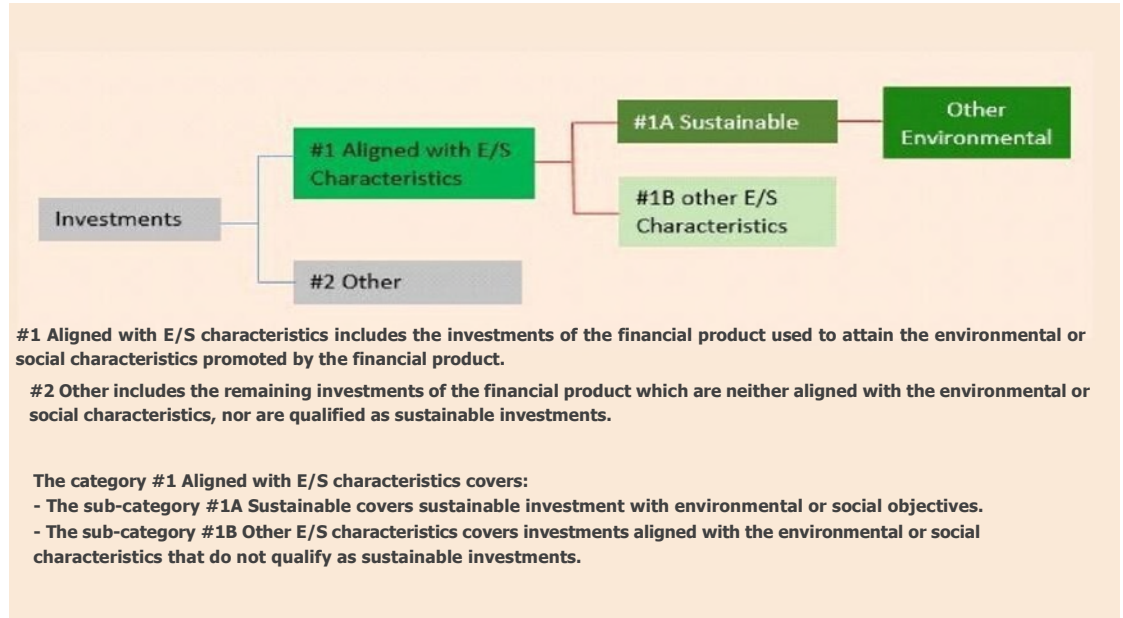 Other
Environmental
#1A Sustainable
#1 Aligned with E/S
Characteristics
#1B other E/S
Characteristics
Investments
#2 Other
#1 Aligned with E/S characteristics includes the investments of the financial product used to attain the environmental or
social characteristics promoted by the financial product.
#2 Other includes the remaining investments of the financial product which are neither aligned with the environmental or
social characteristics, nor are qualified as sustainable investments.
The category #1 Aligned with E/S characteristics covers:
- The sub-category #1A Sustainable covers sustainable investment with environmental or social objectives.
- The sub-category #1B Other E/S characteristics covers investments aligned with the environmental or social
characteristics that do not qualify as sustainable investments.